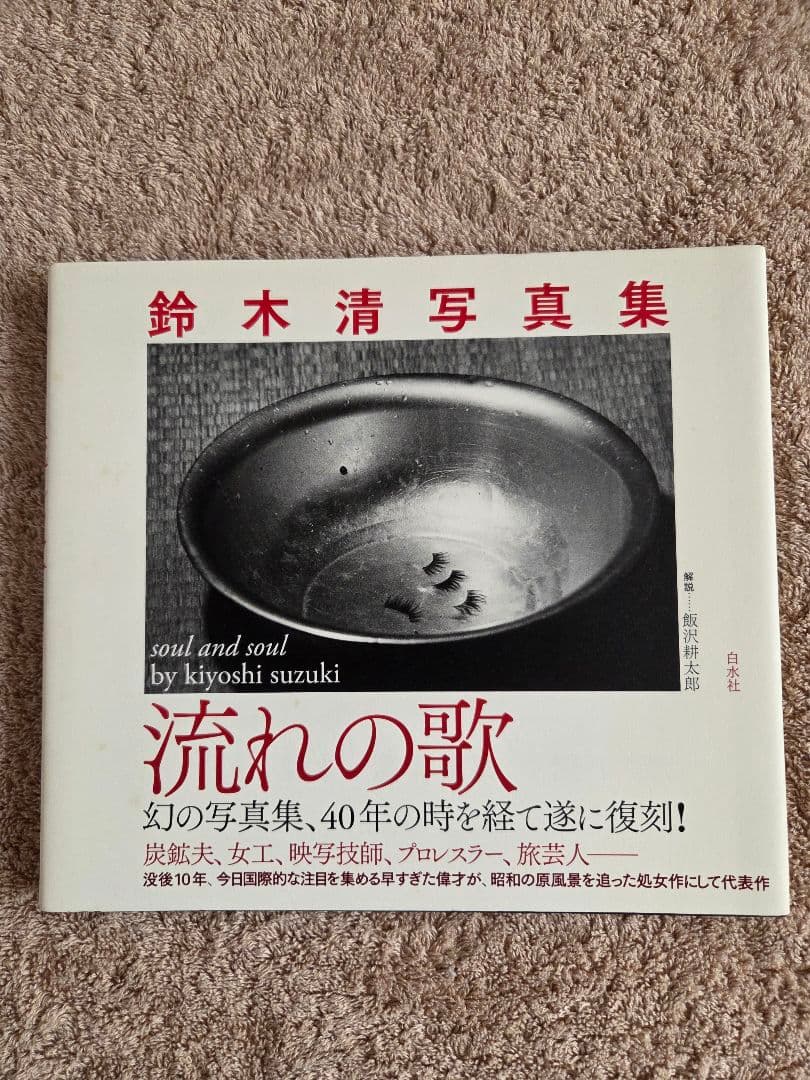 鈴木清写真集
soul and soul
by kiyoshi suzuki
解説……飯沢耕太郎
白水社
流れの歌
幻の写真集、40年の時を経て遂に復刻!
炭鉱夫、女工、映写技師、プロレスラー、旅芸人——
没後10年、今日国際的な注目を集める早すぎた偉才が、昭和の原風景を追った処女作にして代表作